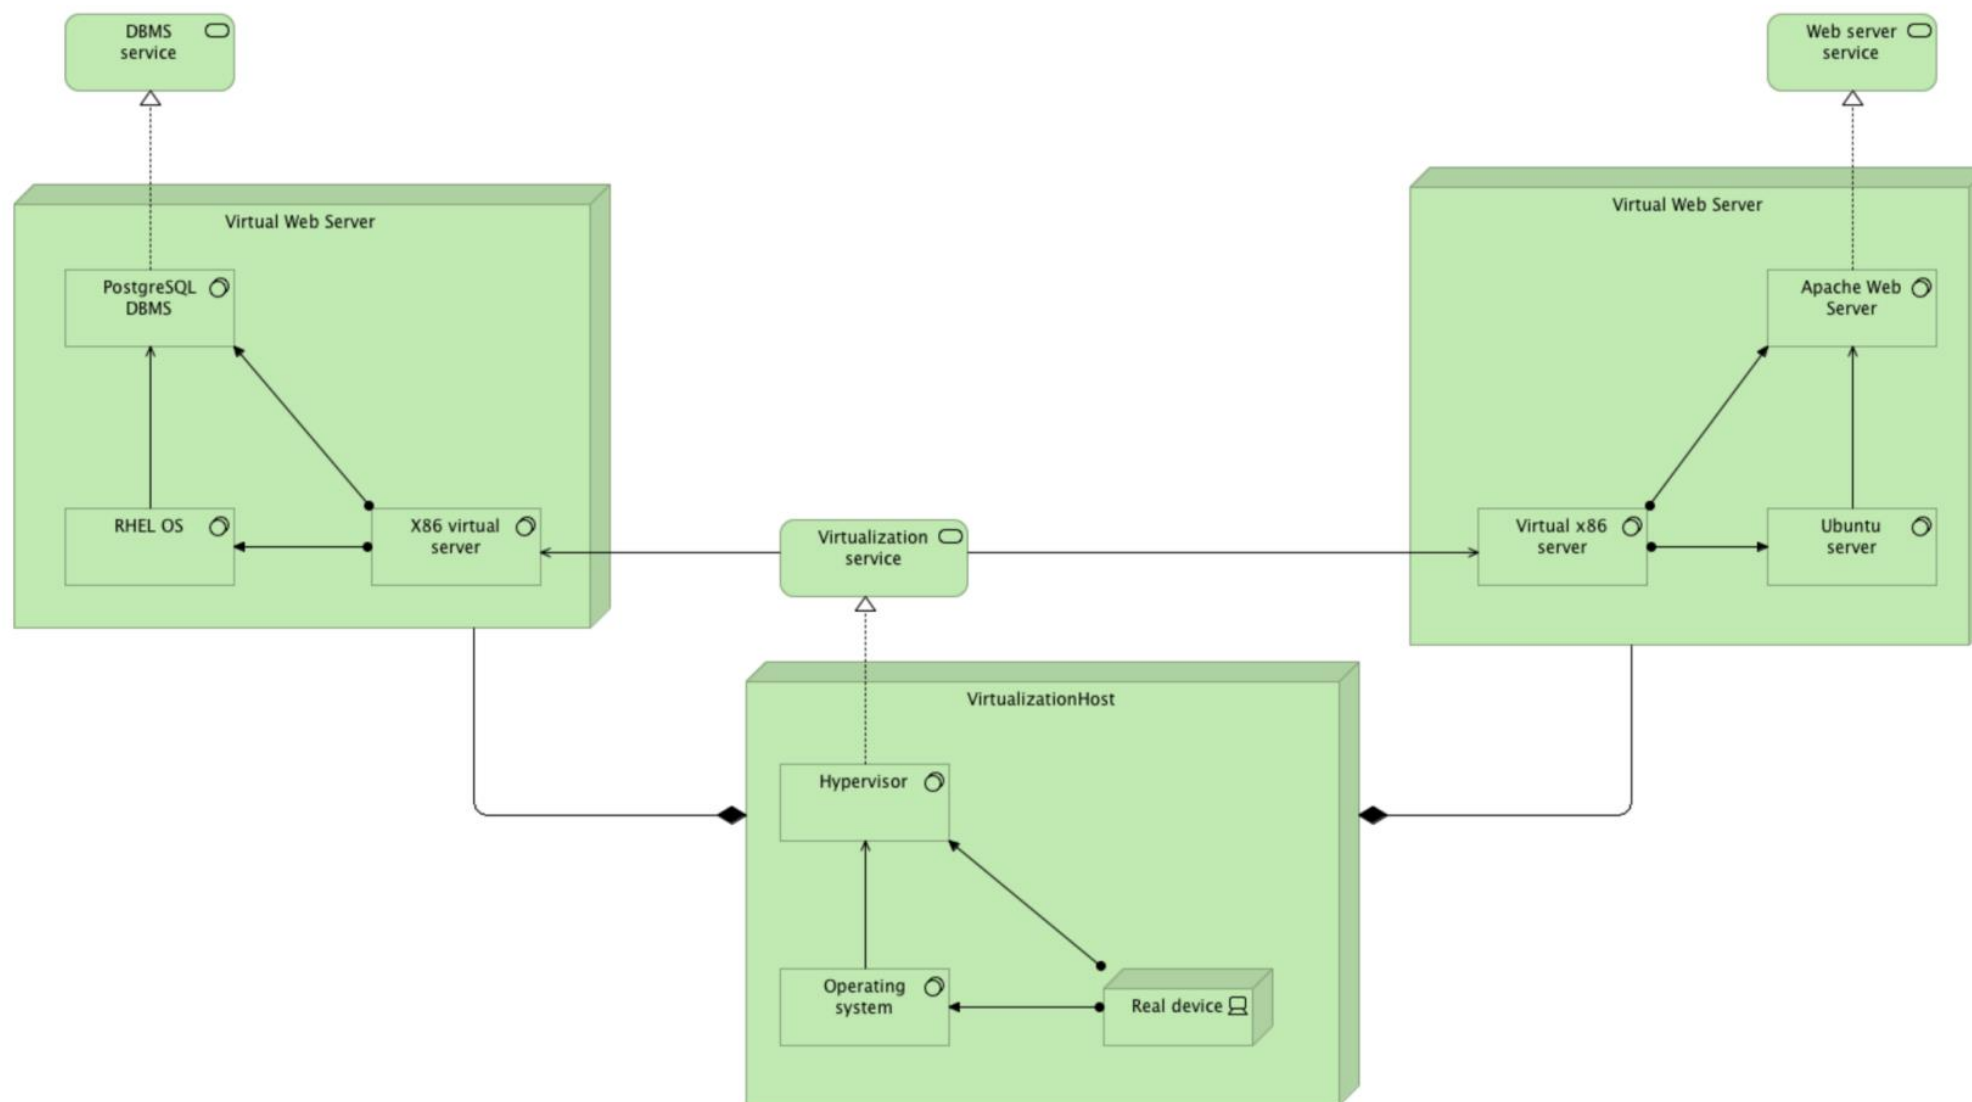 DBMS
service
Web server
service
Virtual Web Server
PostgreSQL
DBMS
RHEL OS
X86 virtual
server
Virtualization
service
Virtual Web Server
Apache Web
Server
Virtual x86
server
Ubuntu
server
VirtualizationHost
Hypervisor
Operating
system
Real device